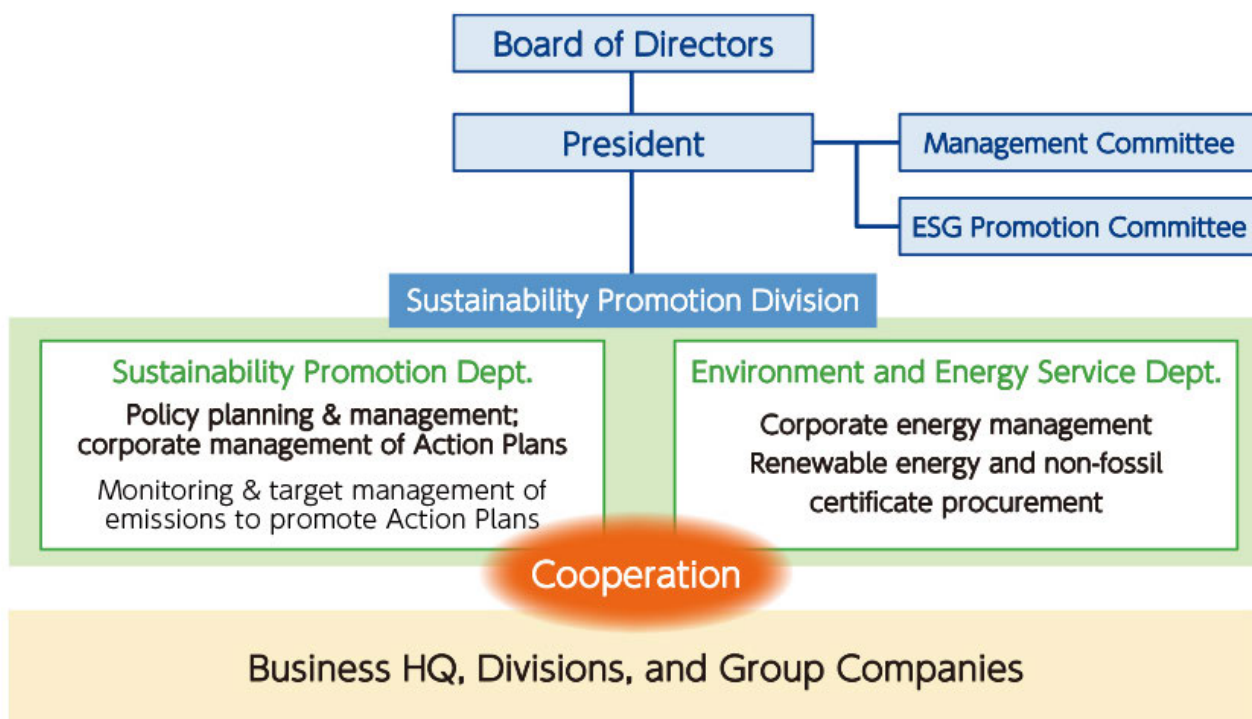 Board of Directors
President
Management Committee
ESG Promotion Committee
Sustainability Promotion Division
Sustainability Promotion Dept.
Policy planning & management;
corporate management of Action Plans
Monitoring & target management of
emissions to promote Action Plans
Environment and Energy Service Dept.
Corporate energy management
Renewable energy and non-fossil
certificate procurement
Cooperation
Business HQ, Divisions, and Group Companies